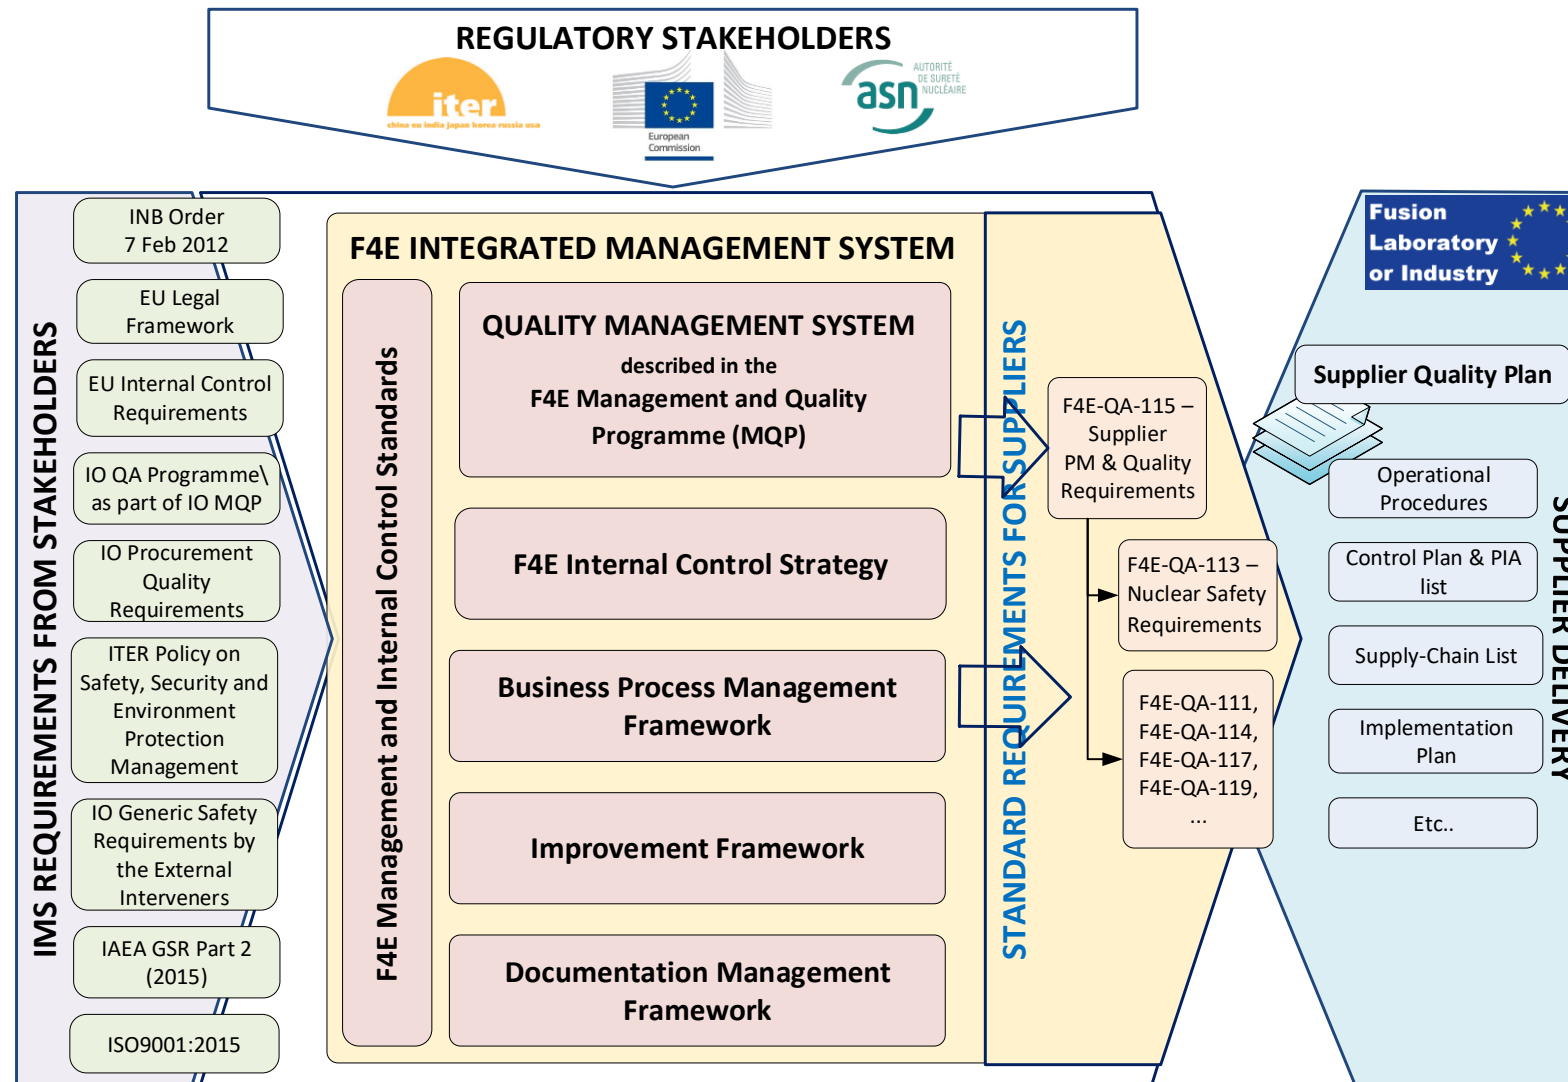 REGULATORY STAKEHOLDERS
iter
china eu india japan korea russia usa
European
Commission
asn
AUTORITÉ
DE SURETÉ
NUCLÉAIRE
IMS REQUIREMENTS FROM STAKEHOLDERS
INB Order
7 Feb 2012
EU Legal
Framework
EU Internal Control
Requirements
IO QA Programme\
as part of IO MQP
IO Procurement
Quality
Requirements
ITER Policy on
Safety, Security and
Environment
Protection
Management
IO Generic Safety
Requirements by
the External
Interveners
IAEA GSR Part 2
(2015)
ISO9001:2015
F4E INTEGRATED MANAGEMENT SYSTEM
F4E Management and Internal Control Standards
QUALITY MANAGEMENT SYSTEM
described in the
F4E Management and Quality
Programme (MQP)
F4E Internal Control Strategy
Business Process Management
Framework
Improvement Framework
Documentation Management
Framework
STANDARD REQUIREMENTS FOR SUPPLIERS
F4E-QA-115 –
Supplier
PM & Quality
Requirements
F4E-QA-113 –
Nuclear Safety
Requirements
F4E-QA-111,
F4E-QA-114,
F4E-QA-117,
F4E-QA-119,
...
Fusion
Laboratory
or Industry
Supplier Quality Plan
Operational
Procedures
Control Plan & PIA
list
Supply-Chain List
Implementation
Plan
Etc..
SUPPLIER DELIVERY